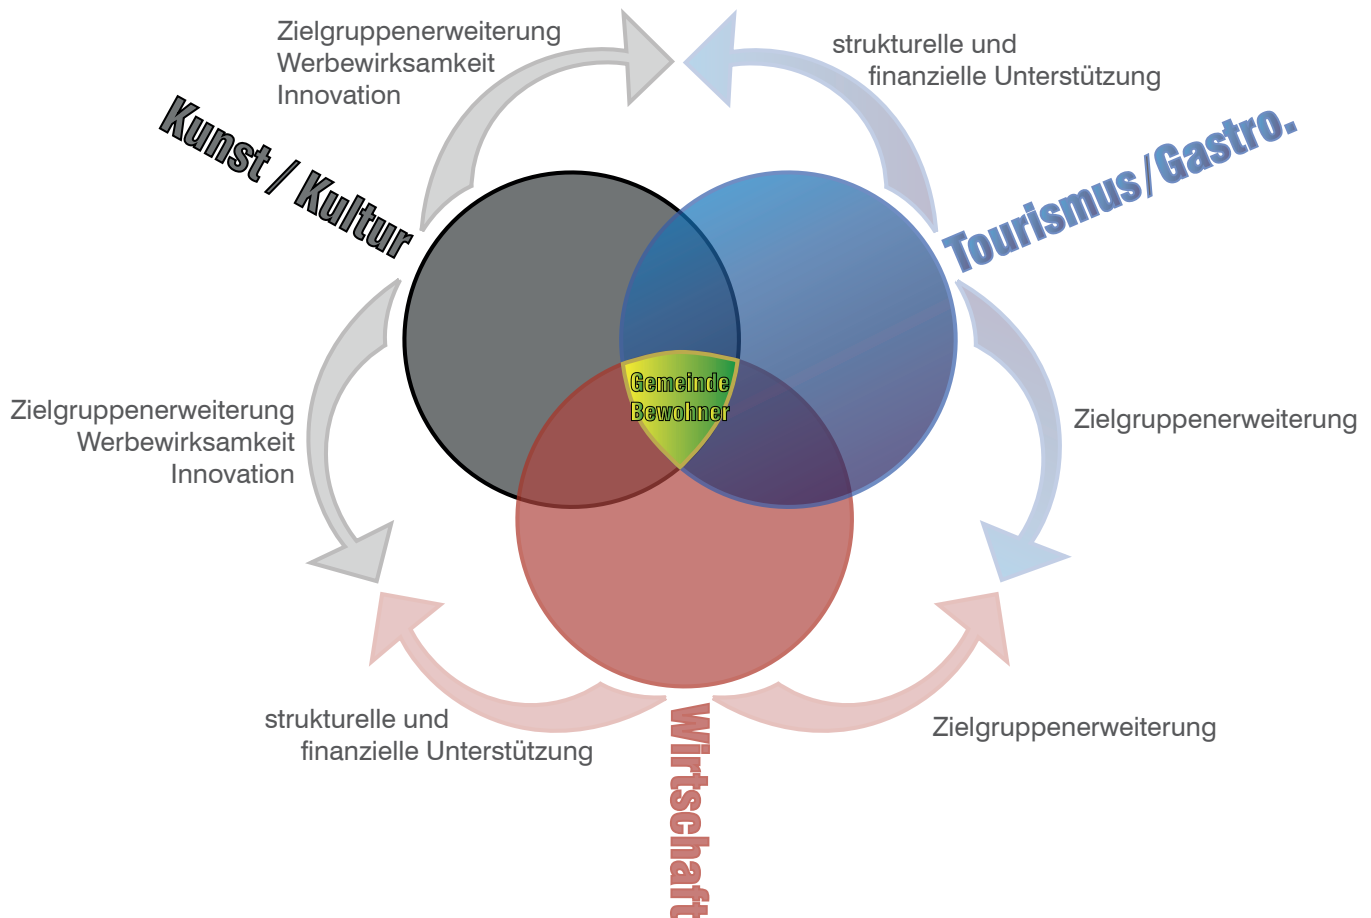 Zielgruppenerweiterung
Werbewirksamkeit
Innovation
strukturelle und
finanzielle Unterstützung
Kunst / Kultur
Tourismus/Gastro.
Gemeinde
Bewohner
Zielgruppenerweiterung
Werbewirksamkeit
Innovation
Zielgruppenerweiterung
strukturelle und
finanzielle Unterstützung
Zielgruppenerweiterung
Wirtschaft